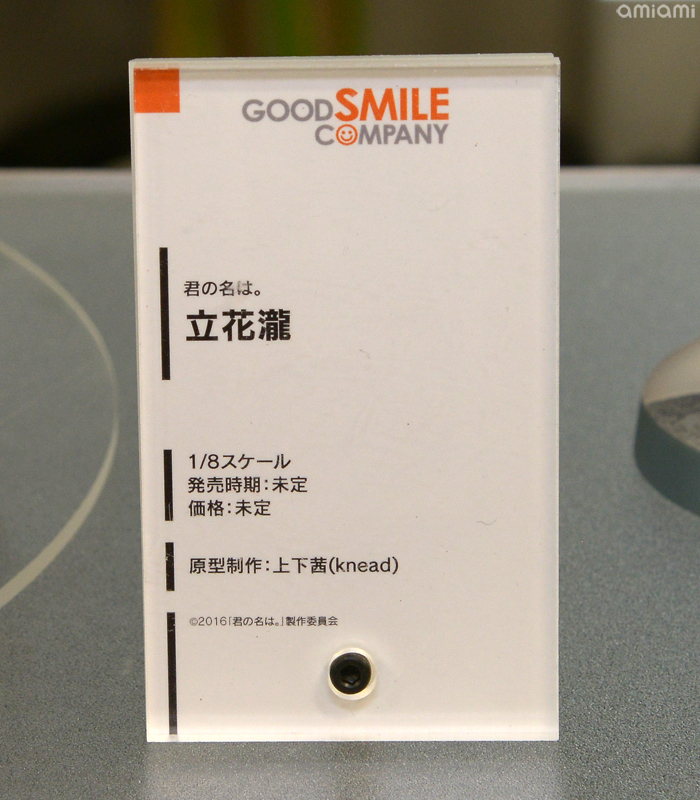 amiami
GOODSMILE
COMPANY
君の名は。
立花瀧
1/8スケール
発売時期:未定
価格:未定
原型制作:上下茜(knead)
©2016「君の名は。」製作委員会